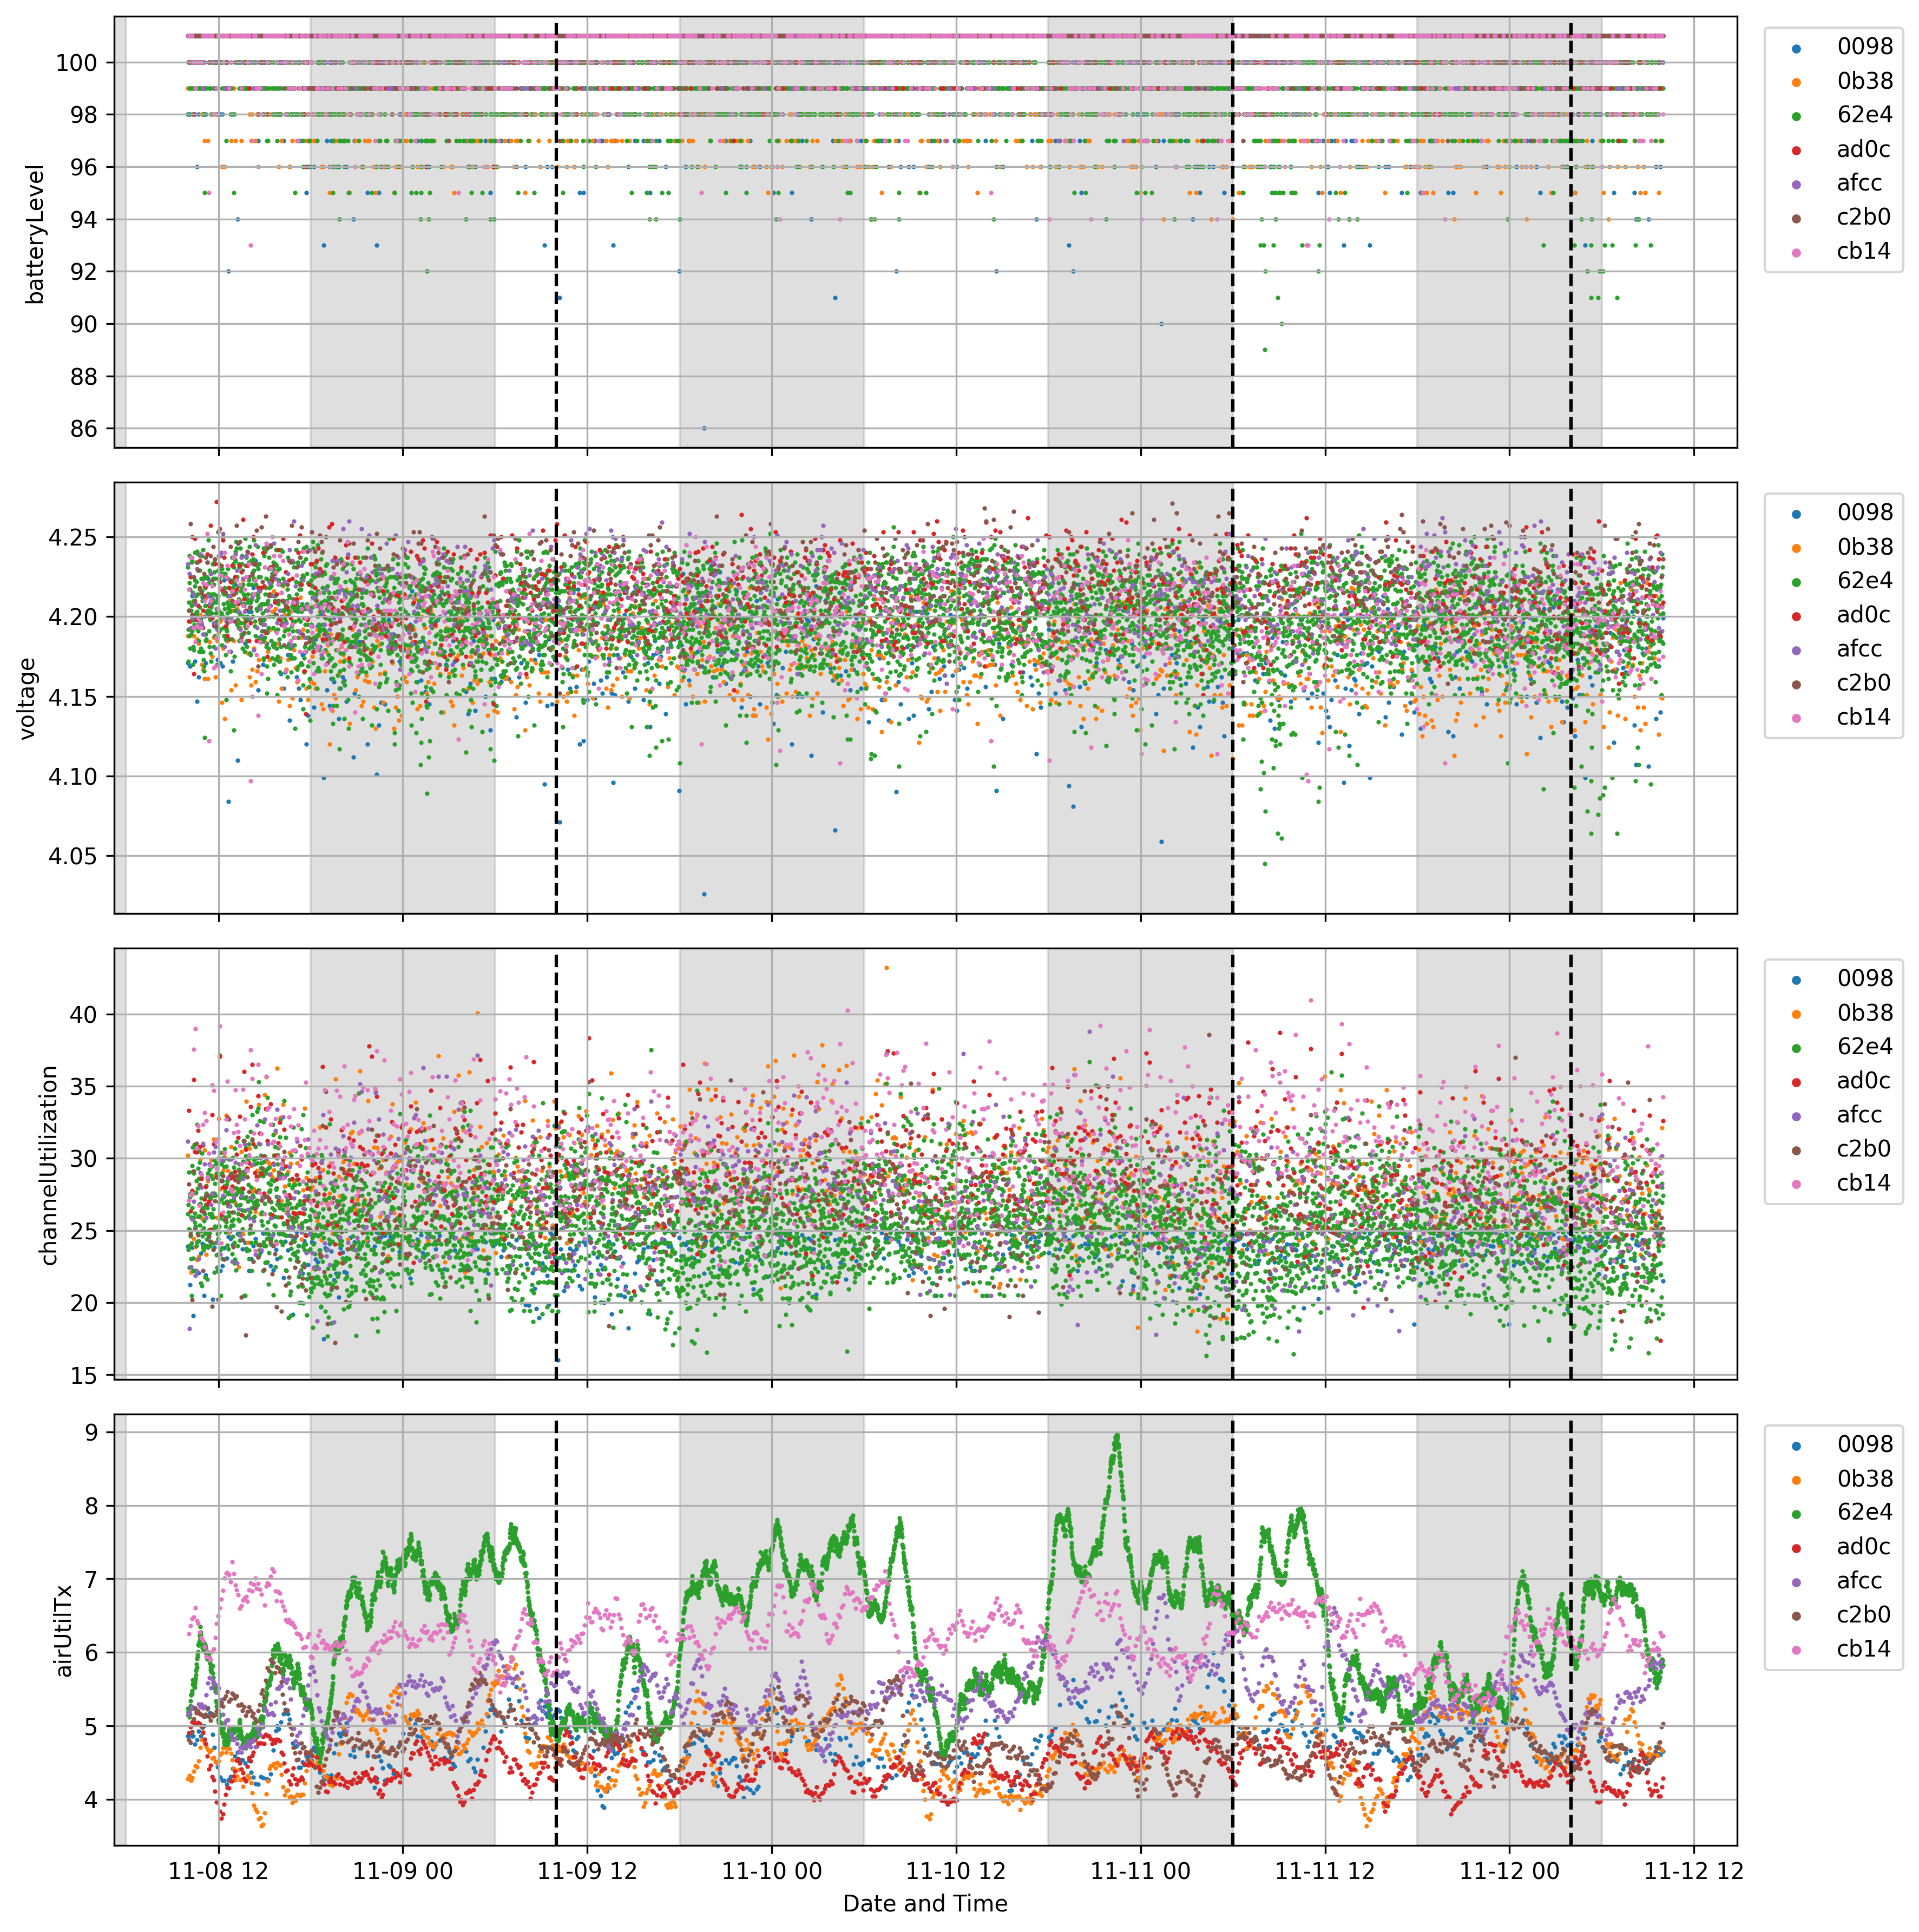 batteryLevel
100
98
96
94
92
90
88
86
0098
0b38
62e4
ad0c
afcc
c2b0
cb14
voltage
4.25
4.20
4.15
4.10
4.05
0098
0b38
62e4
ad0c
afcc
c2b0
cb14
channelUtilization
40
35
30
25
20
15
0098
0b38
62e4
ad0c
afcc
c2b0
cb14
airUtilTx
9
8
7
6
5
4
0098
0b38
62e4
ad0c
afcc
c2b0
cb14
11-08 12 11-09 00 11-09 12 11-10 00 11-10 12 11-11 00 11-11 12 11-12 00 11-12 12
Date and Time